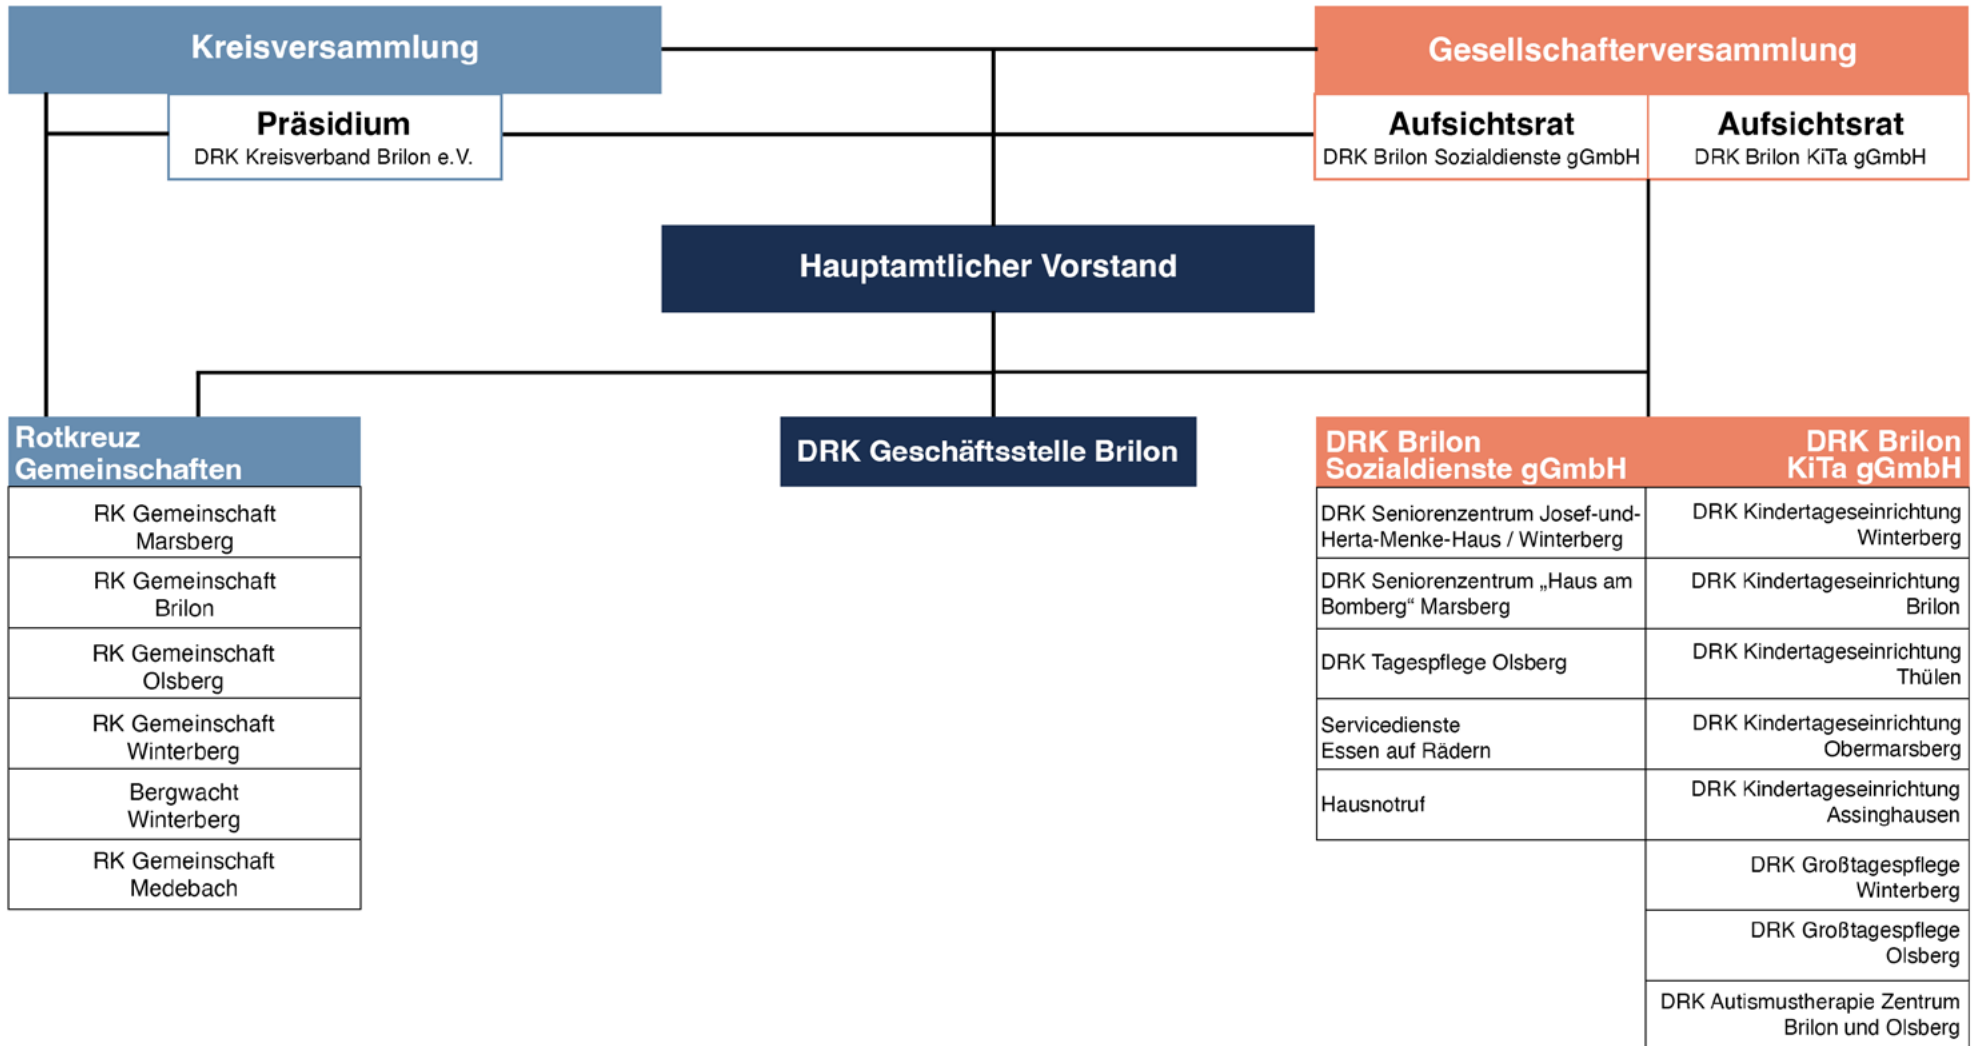 Kreisversammlung
Gesellschafterversammlung
Präsidium
DRK Kreisverband Brilon e.V.
Aufsichtsrat
DRK Brilon Sozialdienste gGmbH
Aufsichtsrat
DRK Brilon KiTa gGmbH
Hauptamtlicher Vorstand
Rotkreuz
Gemeinschaften
RK Gemeinschaft
Marsberg
RK Gemeinschaft
Brilon
RK Gemeinschaft
Olsberg
RK Gemeinschaft
Winterberg
Bergwacht
Winterberg
RK Gemeinschaft
Medebach
DRK Geschäftsstelle Brilon
DRK Brilon
Sozialdienste gGmbH
DRK Seniorenzentrum Josef-und-
Herta-Menke-Haus / Winterberg
DRK Seniorenzentrum „Haus am
Bomberg“ Marsberg
DRK Tagespflege Olsberg
Servicedienste
Essen auf Rädern
Hausnotruf
DRK Brilon
KiTa gGmbH
DRK Kindertageseinrichtung
Winterberg
DRK Kindertageseinrichtung
Brilon
DRK Kindertageseinrichtung
Thülen
DRK Kindertageseinrichtung
Obermarsberg
DRK Kindertageseinrichtung
Assinghausen
DRK Großtagespflege
Winterberg
DRK Großtagespflege
Olsberg
DRK Autismustherapie Zentrum
Brilon und Olsberg